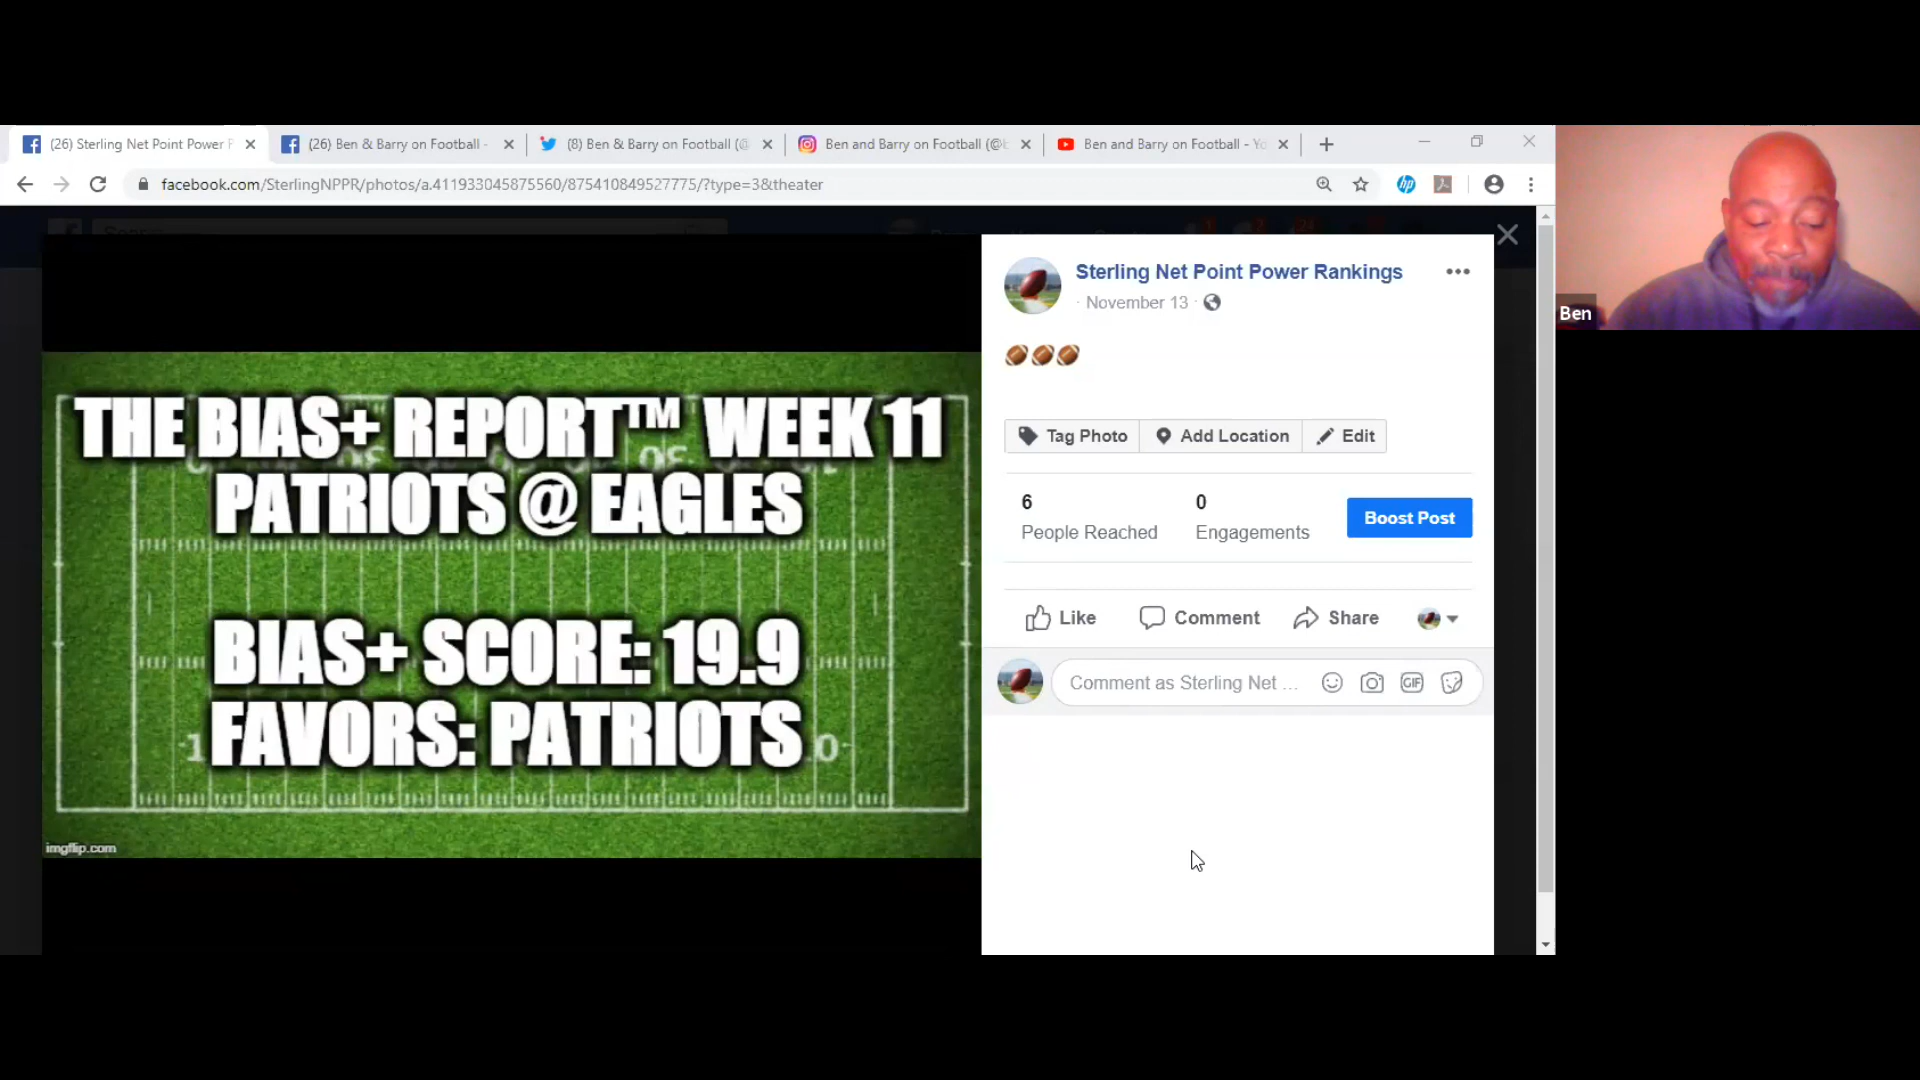 (26) Sterling Net Point Power
(26) Ben & Barry on Football -
(8) Ben & Barry on Football (@
Ben and Barry on Football (@b
Ben and Barry on Football - Yo
facebook.com/SterlingNPPR/photos/a.411933045875560/875410849527775/?type=3&theater
THE BIAS+ REPORT™ WEEK 11
PATRIOTS @ EAGLES
BIAS+ SCORE: 19.9
FAVORS: PATRIOTS
imgflip.com
Sterling Net Point Power Rankings
· November 13 ·
Tag Photo
Add Location
Edit
6
People Reached
0
Engagements
Boost Post
Like
Comment
Share
Comment as Sterling Net ...
GIF
hp
Ben